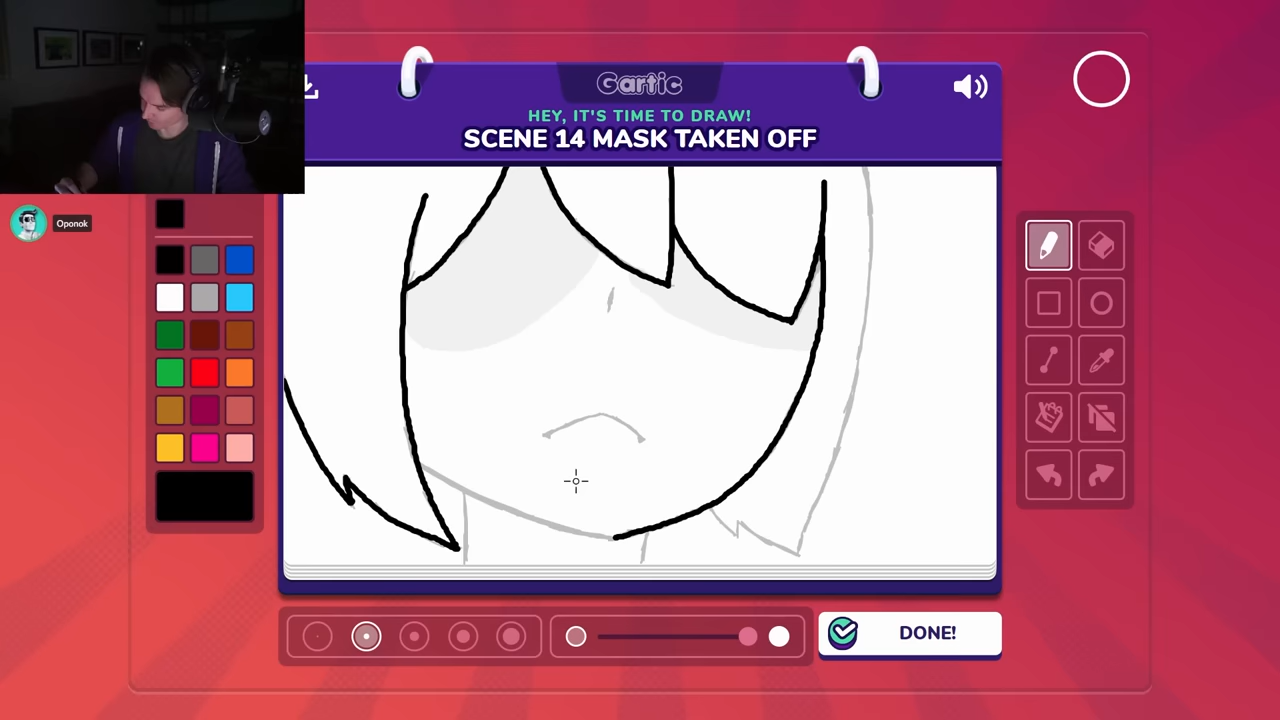 Gartic
HEY, IT'S TIME TO DRAW!
SCENE 14 MASK TAKEN OFF
Oponok
DONE!